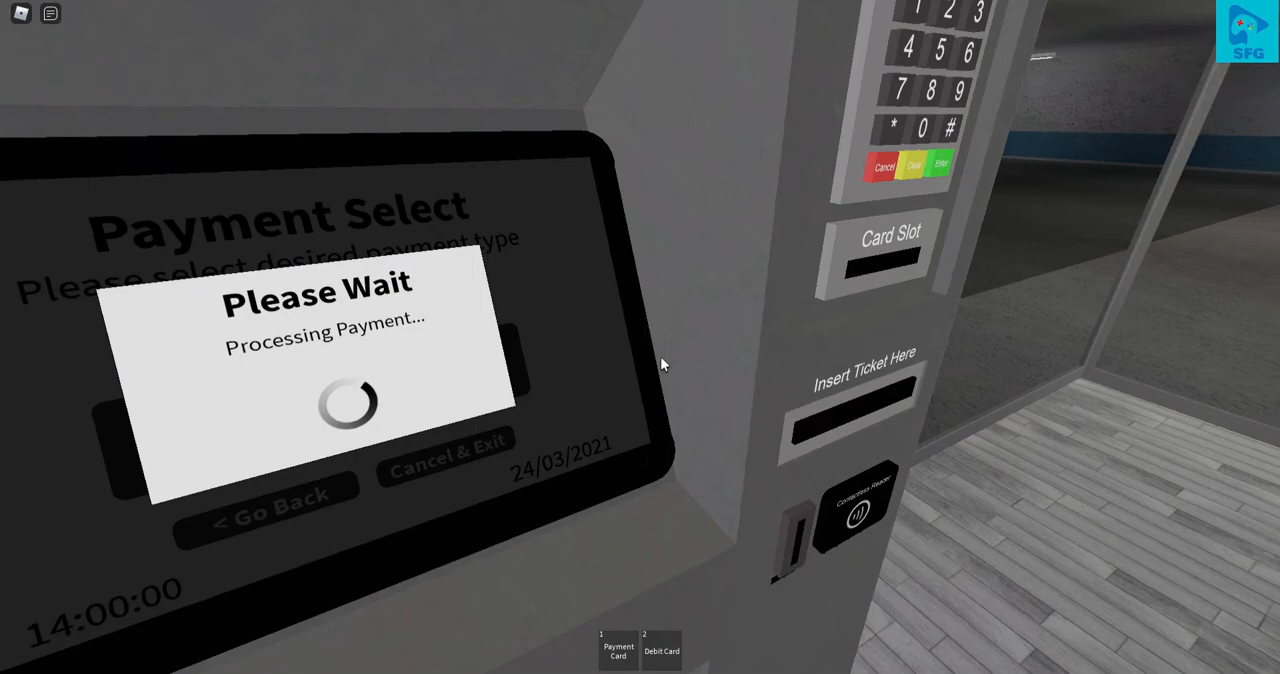 Payment Select
Please select desired payment type
Please Wait
Processing Payment...
< Go Back
Cancel & Exit
24/03/2021
14:00:00
1 2 3
4 5 6
7 8 9
* 0 #
Cancel Clear Enter
Card Slot
Insert Ticket Here
Contactless Reader
1
Payment
Card
2
Debit Card
SFG